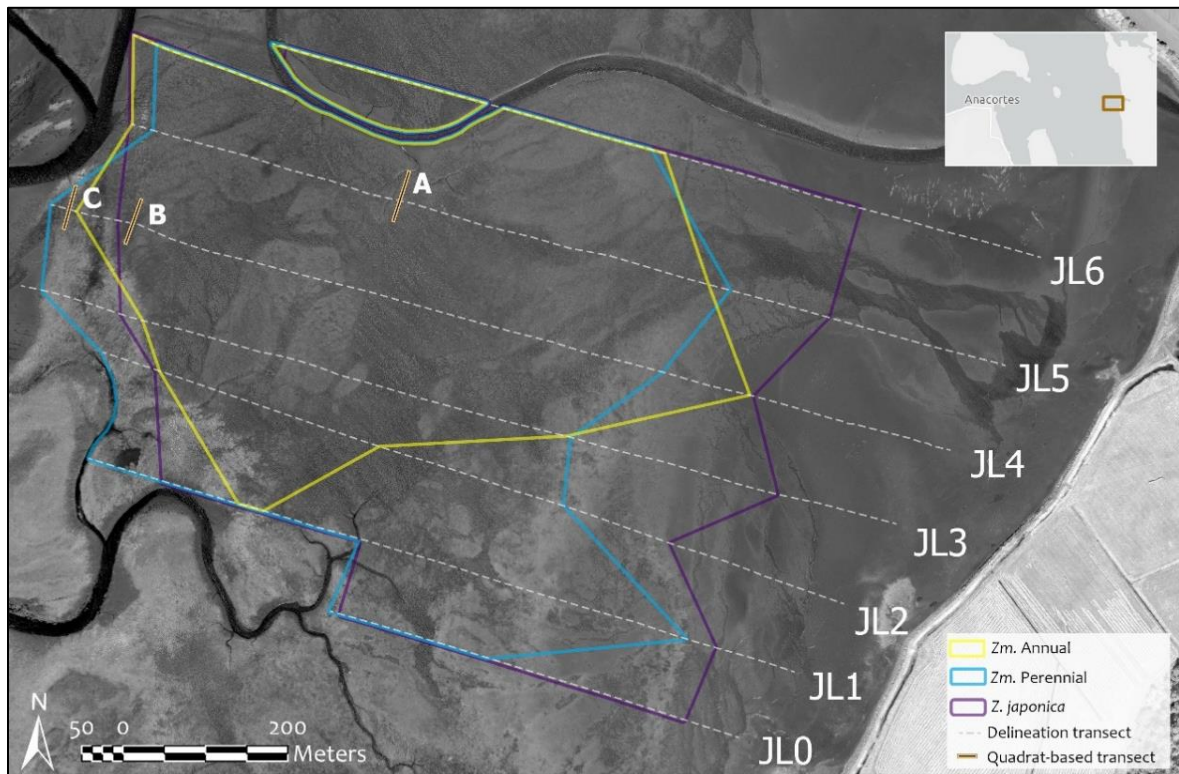 Anacortes
A
C
B
JL6
JL5
JL4
JL3
JL2
JL1
JL0
Zm. Annual
Zm. Perennial
Z. japonica
Delineation transect
Quadrat-based transect
N
50 0 200
Meters